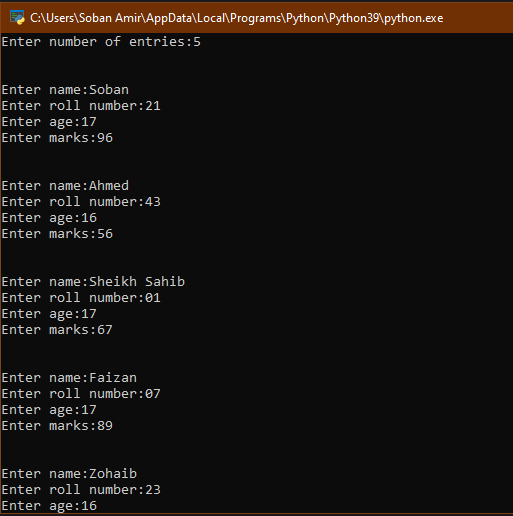 C:\Users\Soban Amir\AppData\Local\Programs\Python\Python39\python.exe
Enter number of entries:5
Enter name:Soban
Enter roll number:21
Enter age:17
Enter marks:96
Enter name:Ahmed
Enter roll number:43
Enter age:16
Enter marks:56
Enter name:Sheikh Sahib
Enter roll number:01
Enter age:17
Enter marks:67
Enter name:Faizan
Enter roll number:07
Enter age:17
Enter marks:89
Enter name:Zohaib
Enter roll number:23
Enter age:16